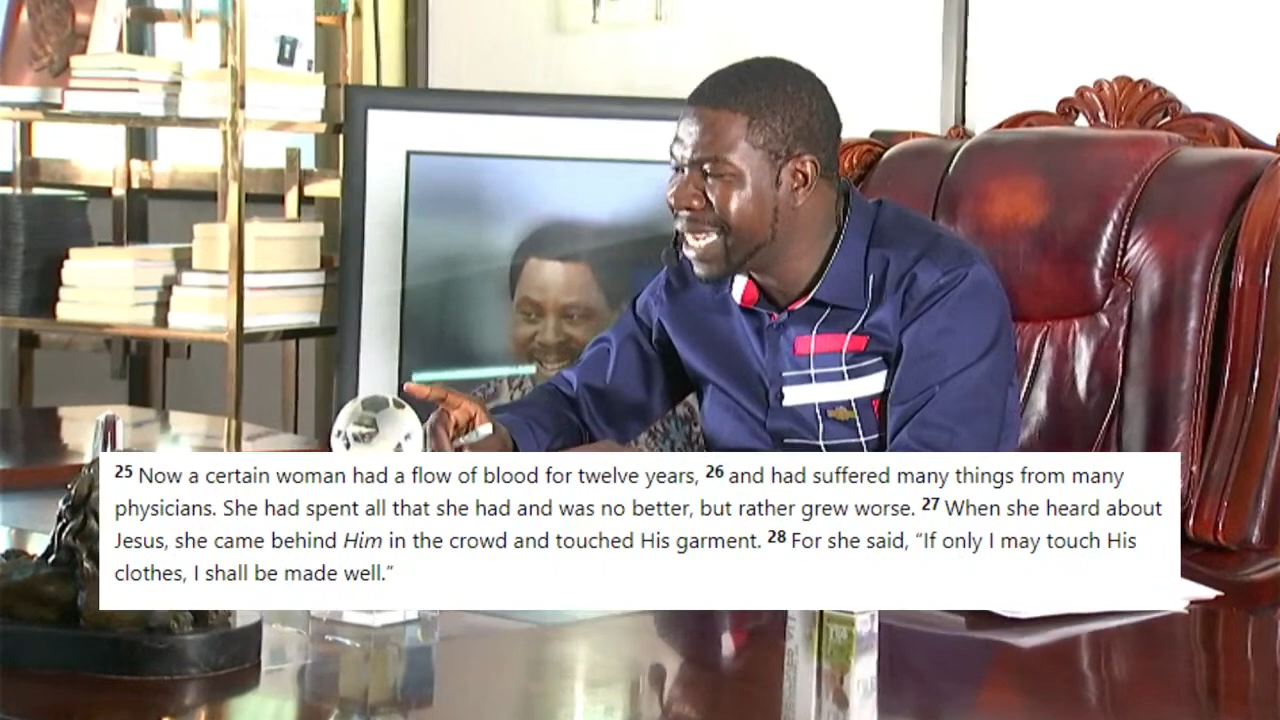 25 Now a certain woman had a flow of blood for twelve years, 26 and had suffered many things from many
physicians. She had spent all that she had and was no better, but rather grew worse. 27 When she heard about
Jesus, she came behind Him in the crowd and touched His garment. 28 For she said, “If only I may touch His
clothes, I shall be made well.”